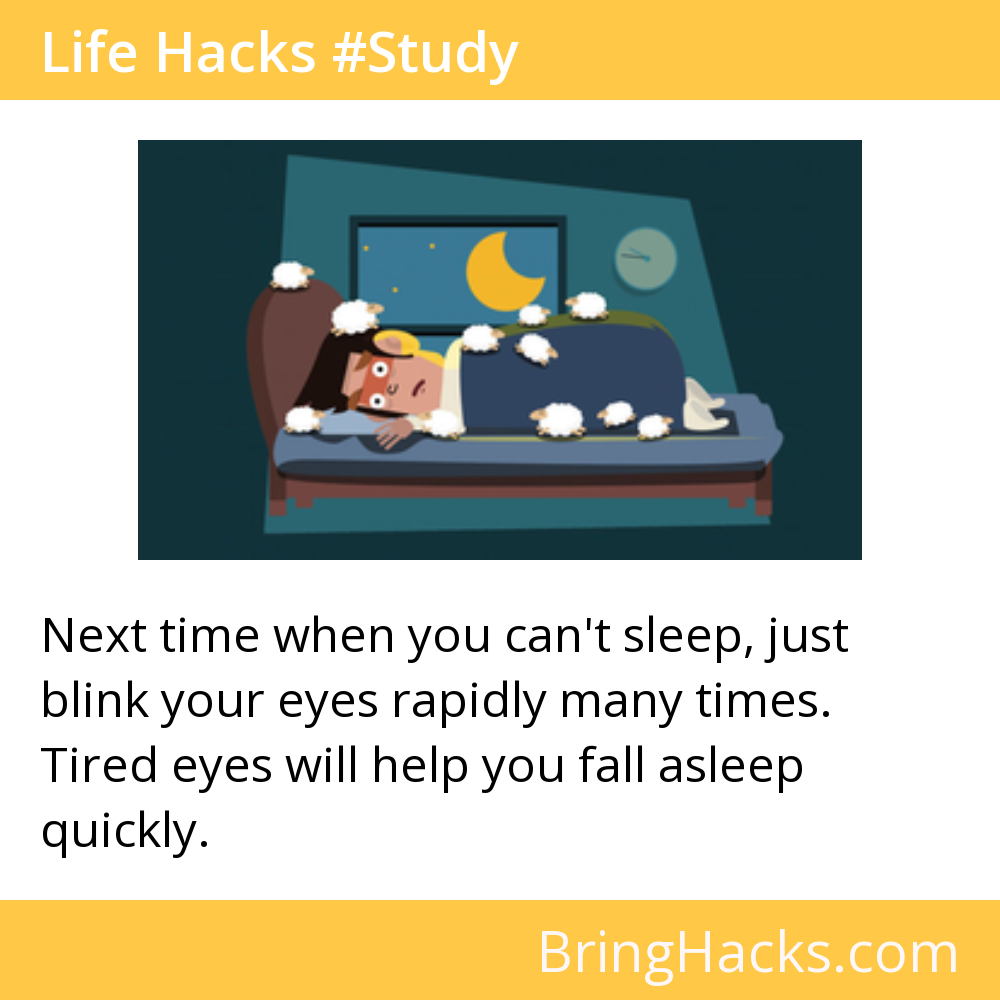 Life Hacks #Study
Next time when you can't sleep, just
blink your eyes rapidly many times.
Tired eyes will help you fall asleep
quickly.
BringHacks.com